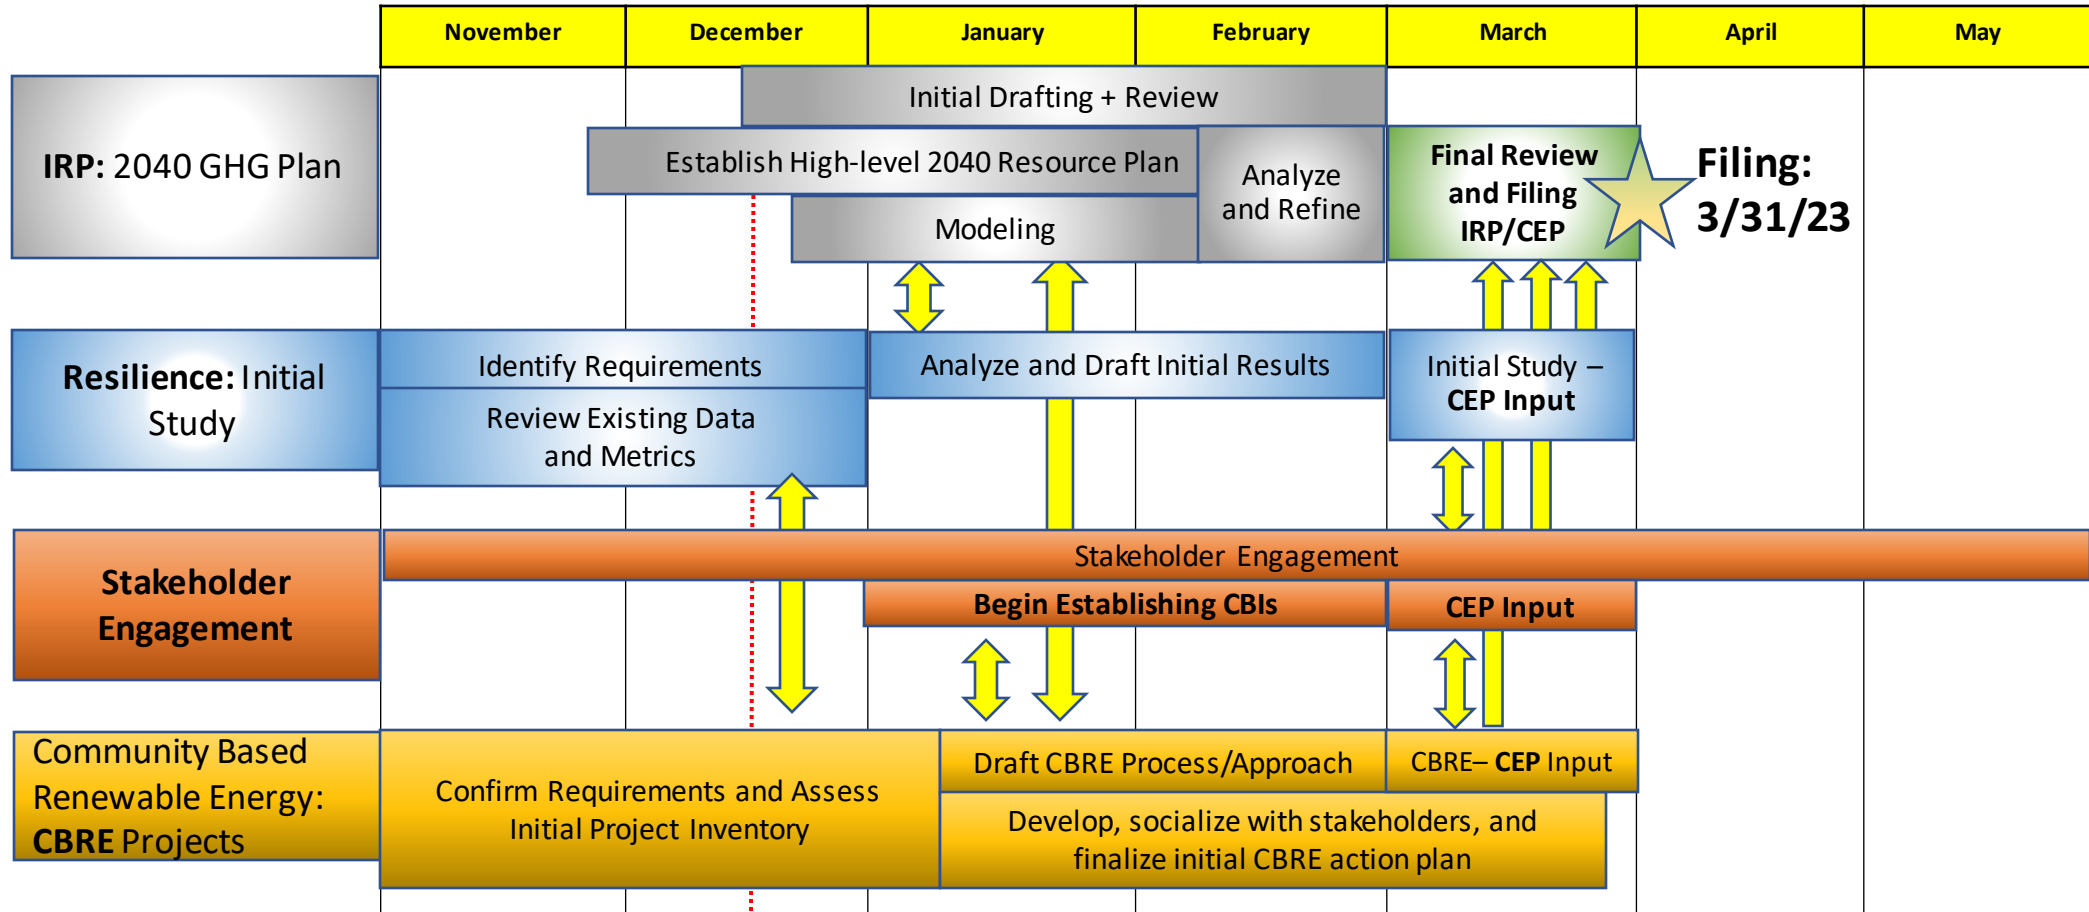 November December January February March April May
Initial Drafting + Review
IRP: 2040 GHG Plan
Establish High-level 2040 Resource Plan
Modeling
Analyze
and Refine
Final Review
and Filing
IRP/CEP
Filing:
3/31/23
Resilience: Initial
Study
Identify Requirements
Review Existing Data
and Metrics
Analyze and Draft Initial Results
Initial Study –
CEP Input
Stakeholder
Engagement
Stakeholder Engagement
Begin Establishing CBIs
CEP Input
Community Based
Renewable Energy:
CBRE Projects
Confirm Requirements and Assess
Initial Project Inventory
Draft CBRE Process/Approach
CBRE– CEP Input
Develop, socialize with stakeholders, and
finalize initial CBRE action plan